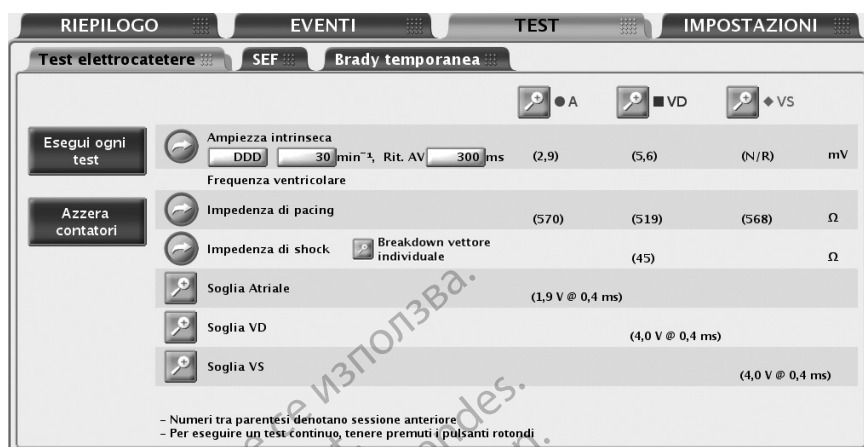 RIEPILOGO EVENTI TEST IMPOSTAZIONI
Test elettrocatetere SEF Brady temporanea
A VD VS
Esegui ogni test
Ampiezza intrinseca
DDD 30 min⁻¹, Rit. AV 300 ms (2,9) (5,6) (N/R) mV
Frequenza ventricolare
Azzera contatori
Impedenza di pacing (570) (519) (568) Ω
Impedenza di shock Breakdown vettore individuale (45) Ω
Soglia Atriale (1,9 V @ 0,4 ms)
Soglia VD (4,0 V @ 0,4 ms)
Soglia VS (4,0 V @ 0,4 ms)
– Numeri tra parentesi denotano sessione anteriore
– Per eseguire un test continuo, tenere premuti i pulsanti rotondi
се използва.